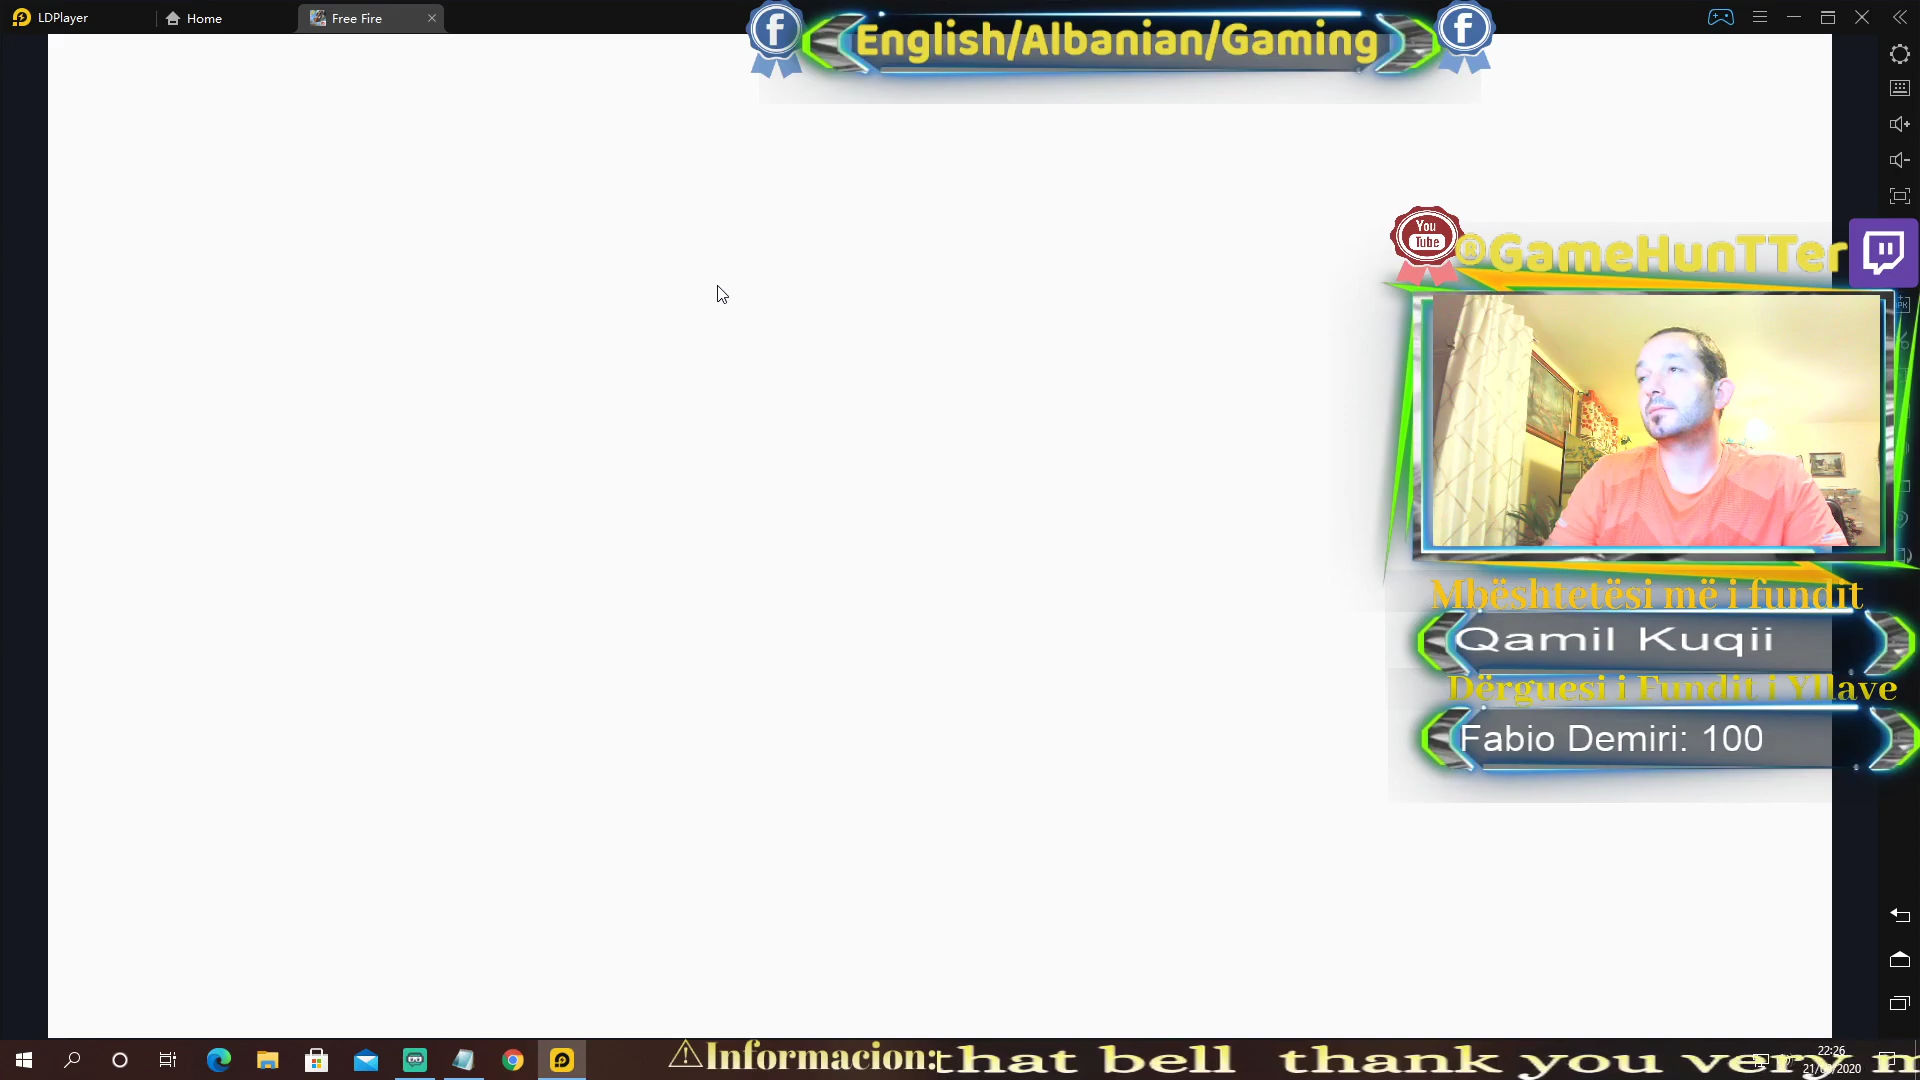 LDPlayer
Home
Free Fire
English/Albanian/Gaming
You
Tube
®GameHunTTer
Mbështetësi më i fundit
Qamil Kuqii
Dërguesi i Fundit i Yllave
Fabio Demiri: 100
Informacion:
that bell thank you very
22:26